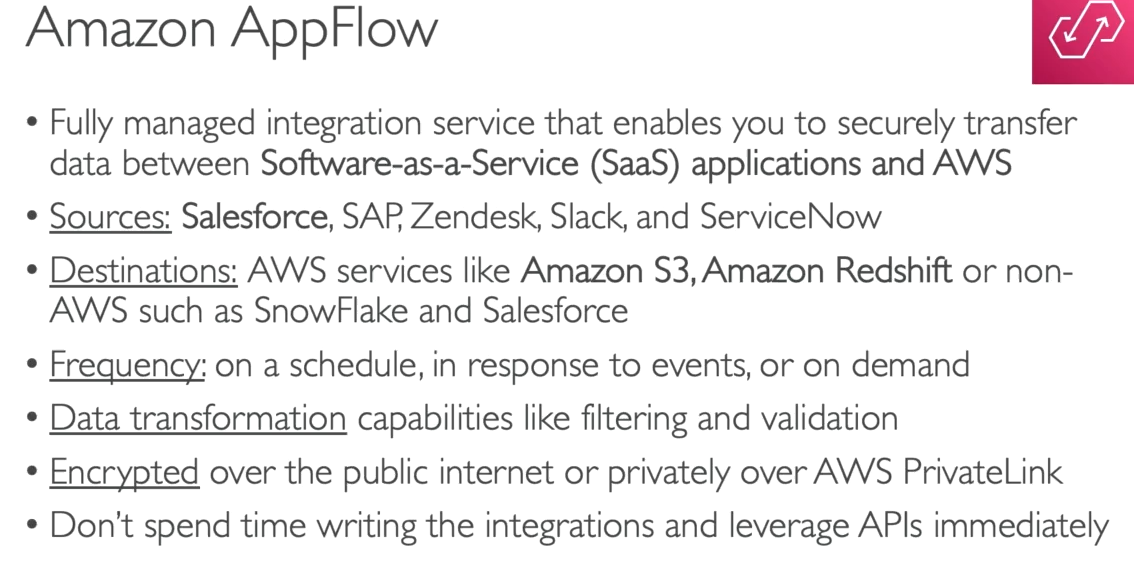 Amazon AppFlow
• Fully managed integration service that enables you to securely transfer
data between Software-as-a-Service (SaaS) applications and AWS
• Sources: Salesforce, SAP, Zendesk, Slack, and ServiceNow
• Destinations: AWS services like Amazon S3, Amazon Redshift or non-
AWS such as SnowFlake and Salesforce
• Frequency: on a schedule, in response to events, or on demand
• Data transformation capabilities like filtering and validation
• Encrypted over the public internet or privately over AWS PrivateLink
• Don't spend time writing the integrations and leverage APIs immediately